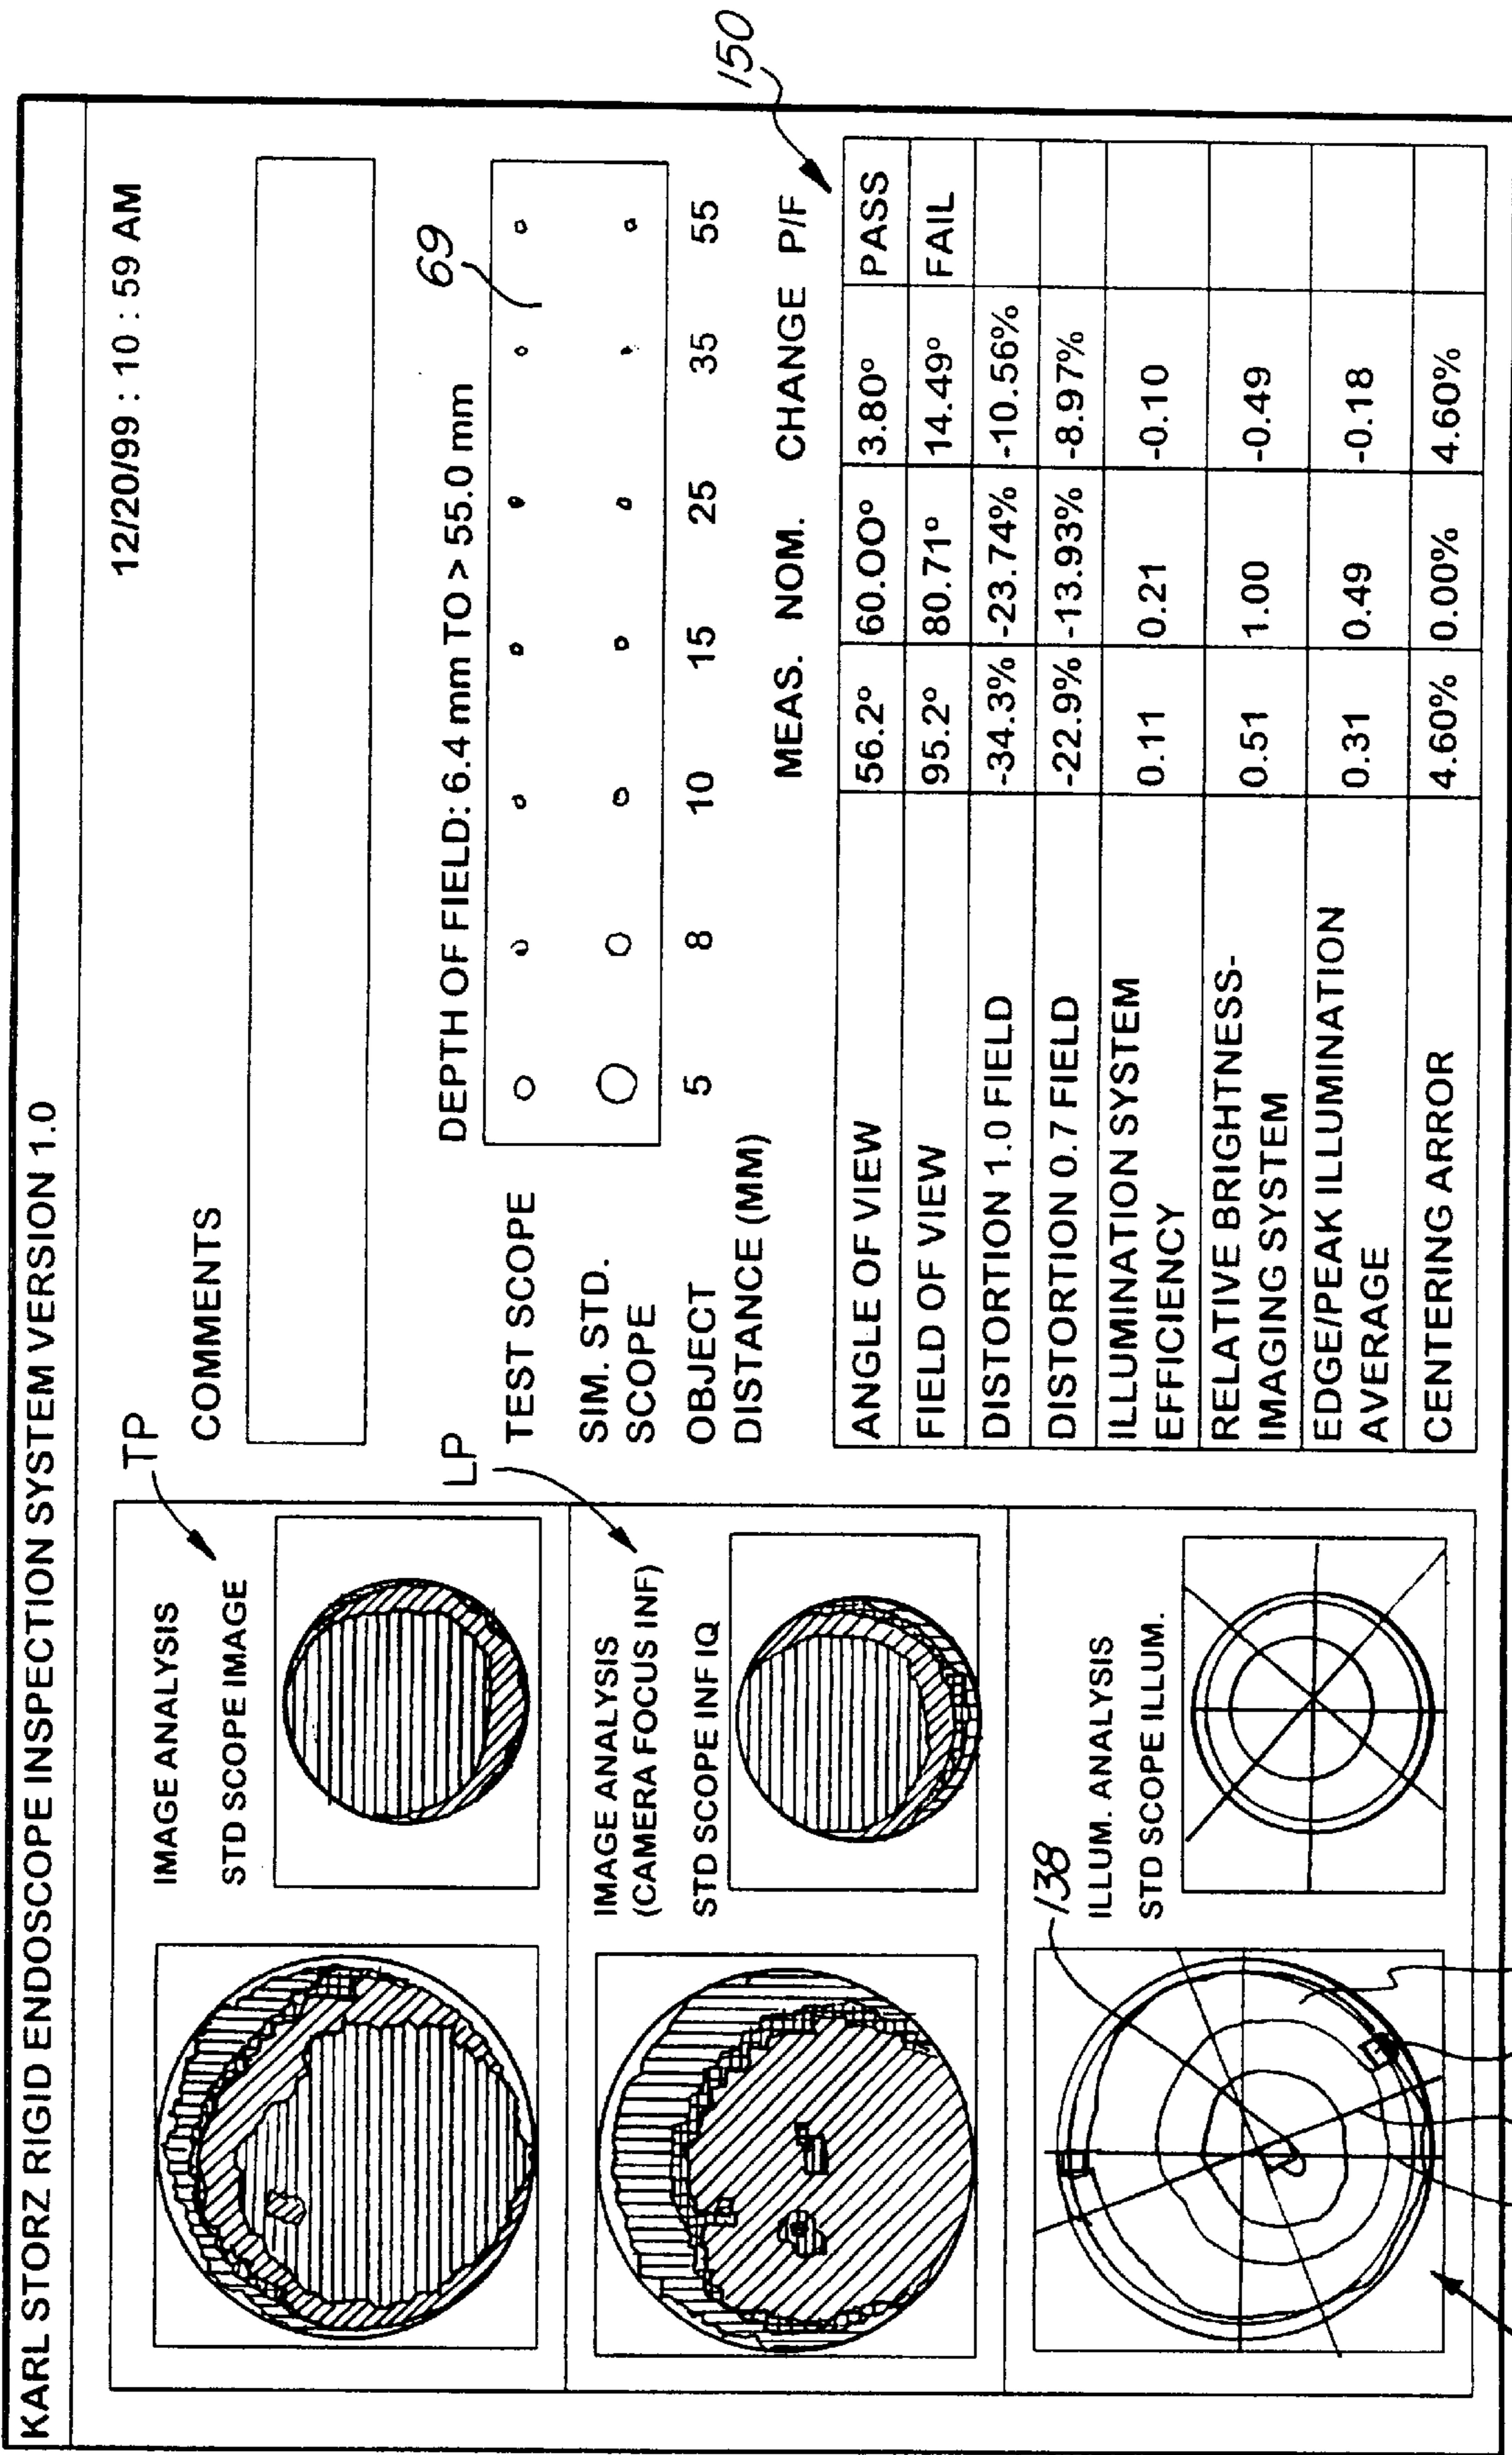 KARL STORZ RIGID ENDOSCOPE INSPECTION SYSTEM VERSION 1.0
12/20/99 : 10 : 59 AM
TP
IMAGE ANALYSIS
STD SCOPE IMAGE
LP
IMAGE ANALYSIS
(CAMERA FOCUS INF)
STD SCOPE INF IQ
138
ILLUM. ANALYSIS
STD SCOPE ILLUM.
COMMENTS
DEPTH OF FIELD: 6.4 mm TO > 55.0 mm
69
TEST SCOPE
SIM. STD.
SCOPE
OBJECT 5 8 10 15 25 35 55
DISTANCE (MM)
150
MEAS. NOM. CHANGE P/F
ANGLE OF VIEW 56.2° 60.00° 3.80° PASS
FIELD OF VIEW 95.2° 80.71° 14.49° FAIL
DISTORTION 1.0 FIELD -34.3% -23.74% -10.56%
DISTORTION 0.7 FIELD -22.9% -13.93% -8.97%
ILLUMINATION SYSTEM
EFFICIENCY 0.11 0.21 -0.10
RELATIVE BRIGHTNESS-
IMAGING SYSTEM 0.51 1.00 -0.49
EDGE/PEAK ILLUMINATION
AVERAGE 0.31 0.49 -0.18
CENTERING ARROR 4.60% 0.00% 4.60%